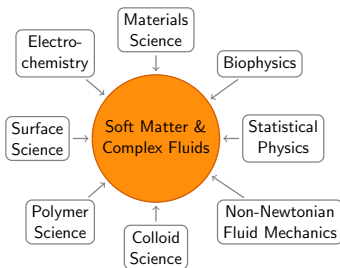 Materials
Science
Electro-
chemistry
Biophysics
Soft Matter &
Complex Fluids
Surface
Science
Statistical
Physics
Polymer
Science
Non-Newtonian
Fluid Mechanics
Colloid
Science